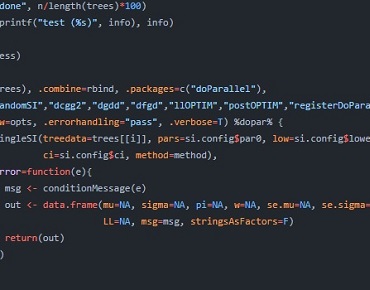 done", n/length(trees)*100)
printf("test (%s)", info), info)
ess)
rees), .combine=rbind, .packages=c("doParallel"),
andomSI","dcgg2","dgdd","dfgd","llOPTIM","postOPTIM","registerDoPara
w=opts, .errorhandling="pass", .verbose=T) %dopar% {
ingleSI(treedata=trees[[i]], pars=si.config$par0, low=si.config$lowe
ci=si.config$ci, method=method),
rror=function(e){
msg <- conditionMessage(e)
out <- data.frame(mu=NA, sigma=NA, pi=NA, w=NA, se.mu=NA, se.sigma=
LL=NA, msg=msg, stringsAsFactors=F)
return(out)
)